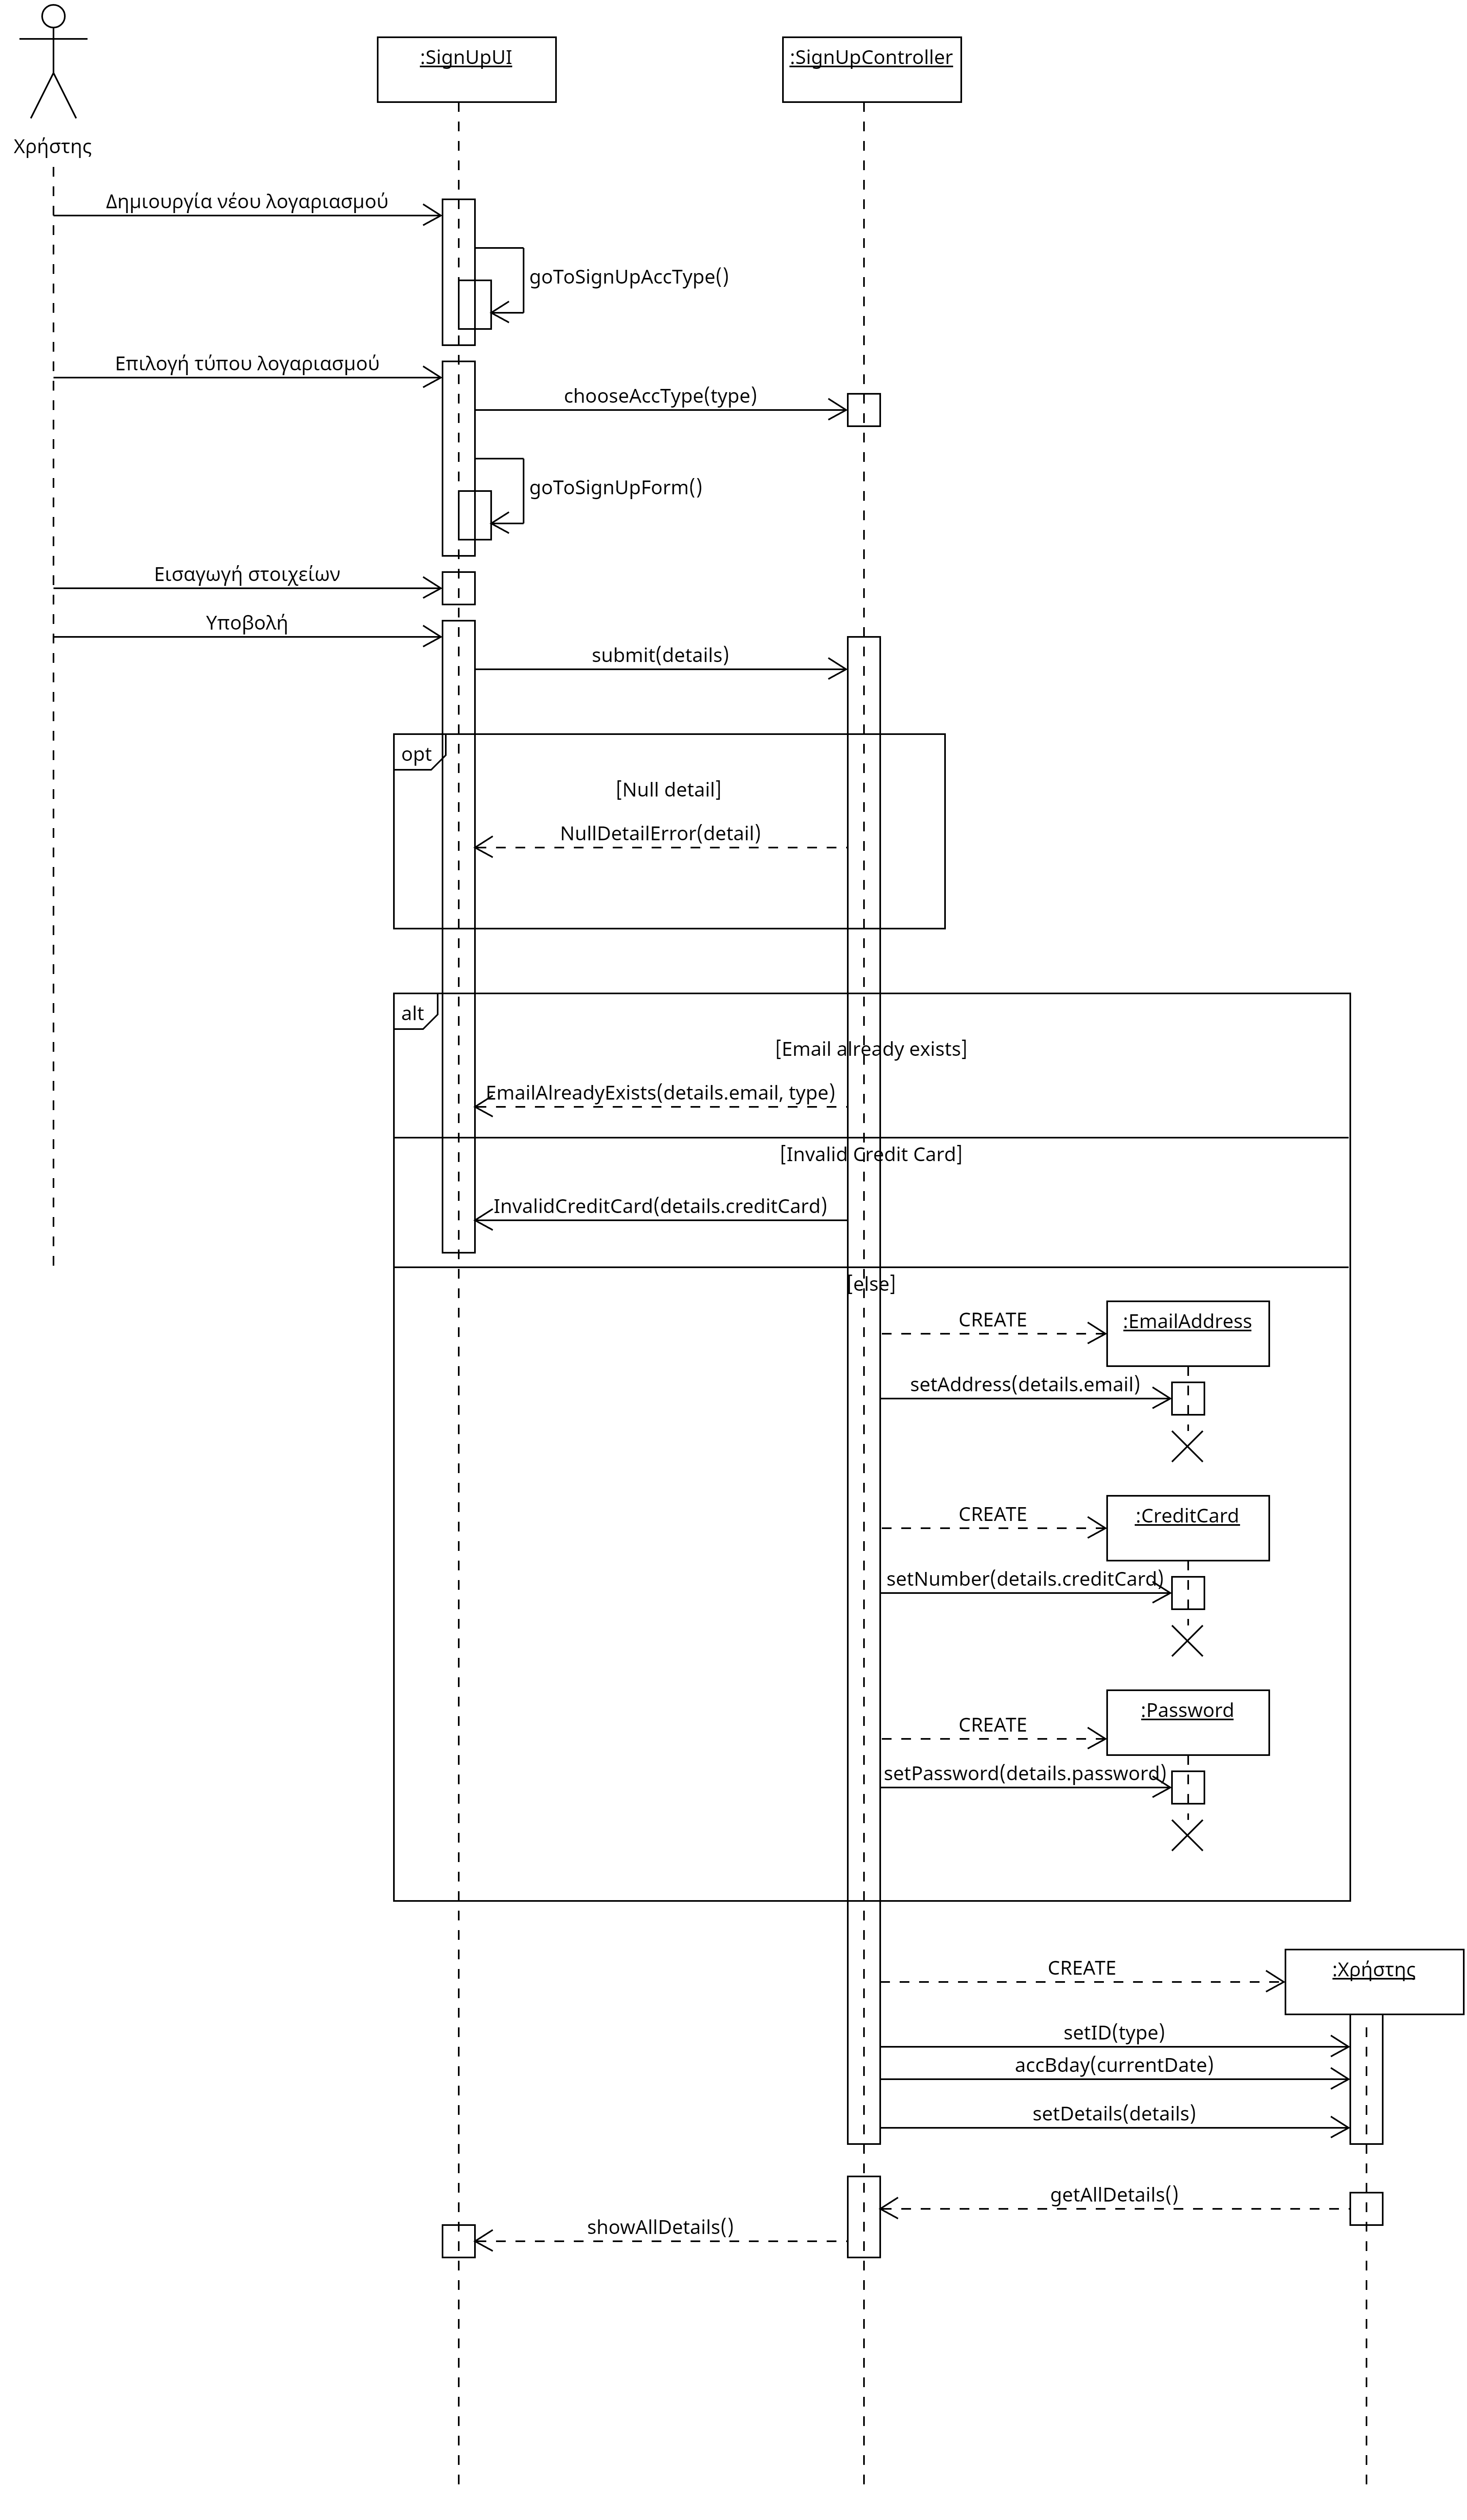 :SignUpUI
:SignUpController
Χρήστης
Δημιουργία νέου λογαριασμού
goToSignUpAccType()
Επιλογή τύπου λογαριασμού
chooseAccType(type)
goToSignUpForm()
Εισαγωγή στοιχείων
Υποβολή
submit(details)
opt
[Null detail]
NullDetailError(detail)
alt
[Email already exists]
EmailAlreadyExists(details.email, type)
[Invalid Credit Card]
InvalidCreditCard(details.creditCard)
[else]
CREATE
:EmailAddress
setAddress(details.email)
CREATE
:CreditCard
setNumber(details.creditCard)
:Password
CREATE
setPassword(details.password)
CREATE
:Χρήστης
setID(type)
accBday(currentDate)
setDetails(details)
getAllDetails()
showAllDetails()